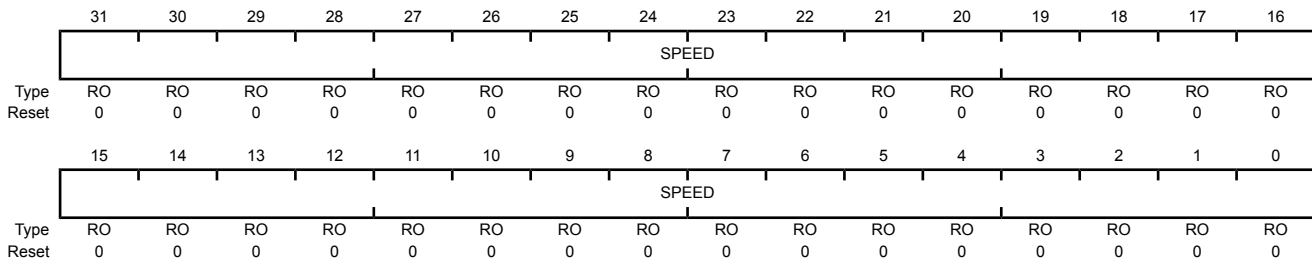 31 30 29 28 27 26 25 24 23 22 21 20 19 18 17 16
SPEED
Type RO RO RO RO RO RO RO RO RO RO RO RO RO RO RO RO
Reset 0 0 0 0 0 0 0 0 0 0 0 0 0 0 0 0
15 14 13 12 11 10 9 8 7 6 5 4 3 2 1 0
SPEED
Type RO RO RO RO RO RO RO RO RO RO RO RO RO RO RO RO
Reset 0 0 0 0 0 0 0 0 0 0 0 0 0 0 0 0